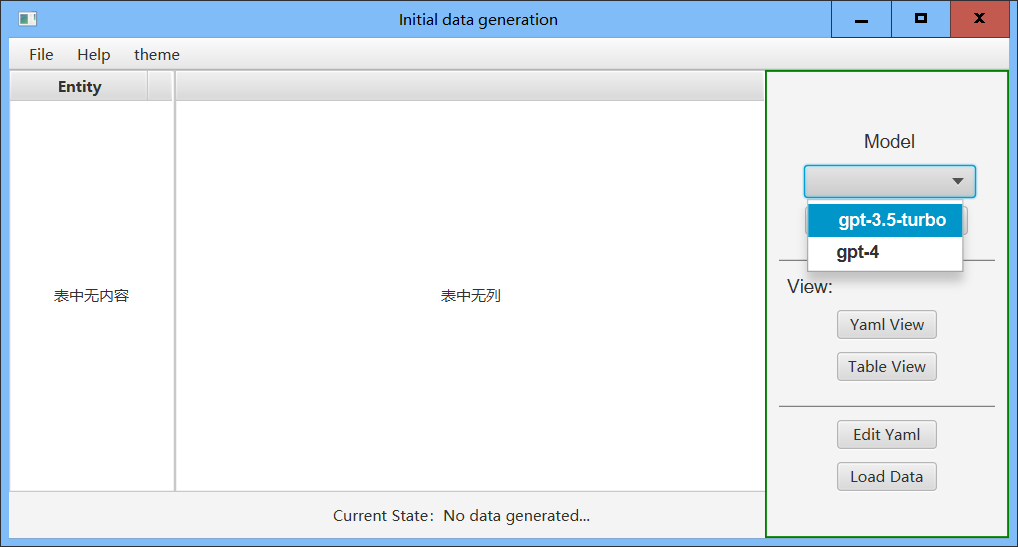 Initial data generation
File Help theme
Entity
表中无内容
表中无列
Model
gpt-3.5-turbo
gpt-4
View:
Yaml View
Table View
Edit Yaml
Load Data
Current State：No data generated...